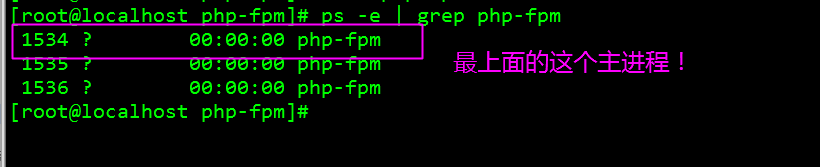 [root@localhost php-fpm]# ps -e | grep php-fpm
1534 ?        00:00:00 php-fpm
1535 ?        00:00:00 php-fpm
最上面的这个主进程！
1536 ?        00:00:00 php-fpm
[root@localhost php-fpm]#